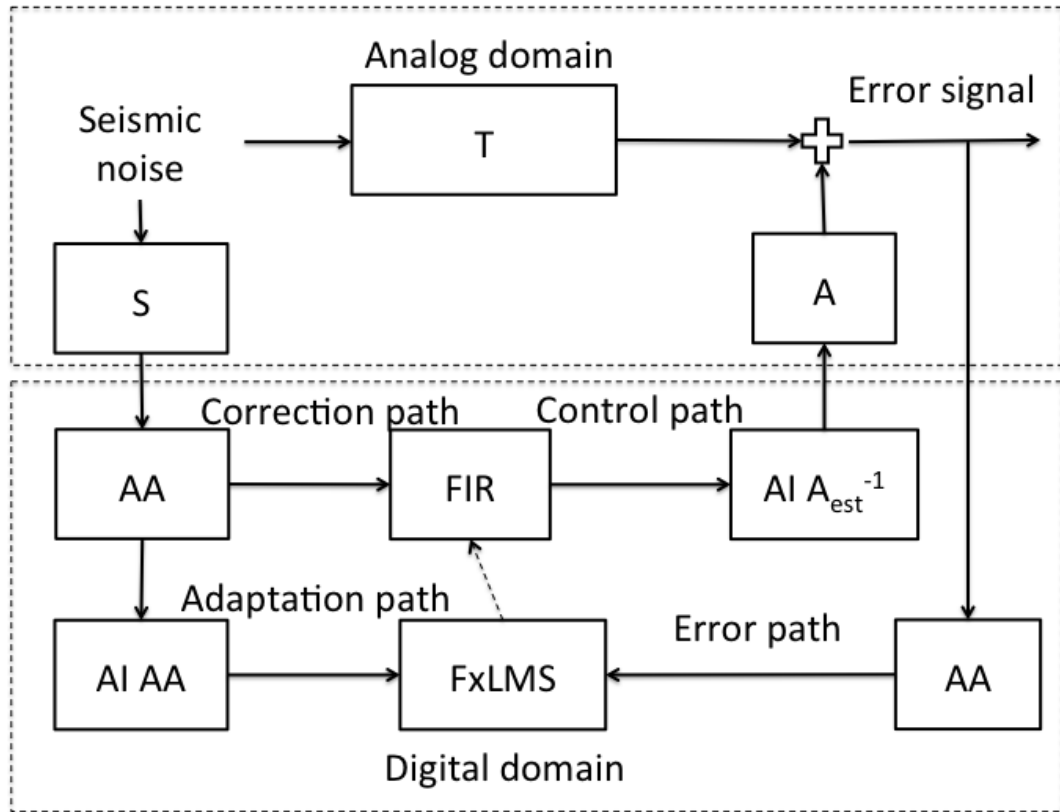 Analog domain
Error signal
Seismic
noise
T
S
A
Correction path
Control path
AA
FIR
AI A_est^-1
Adaptation path
Error path
AI AA
FxLMS
AA
Digital domain